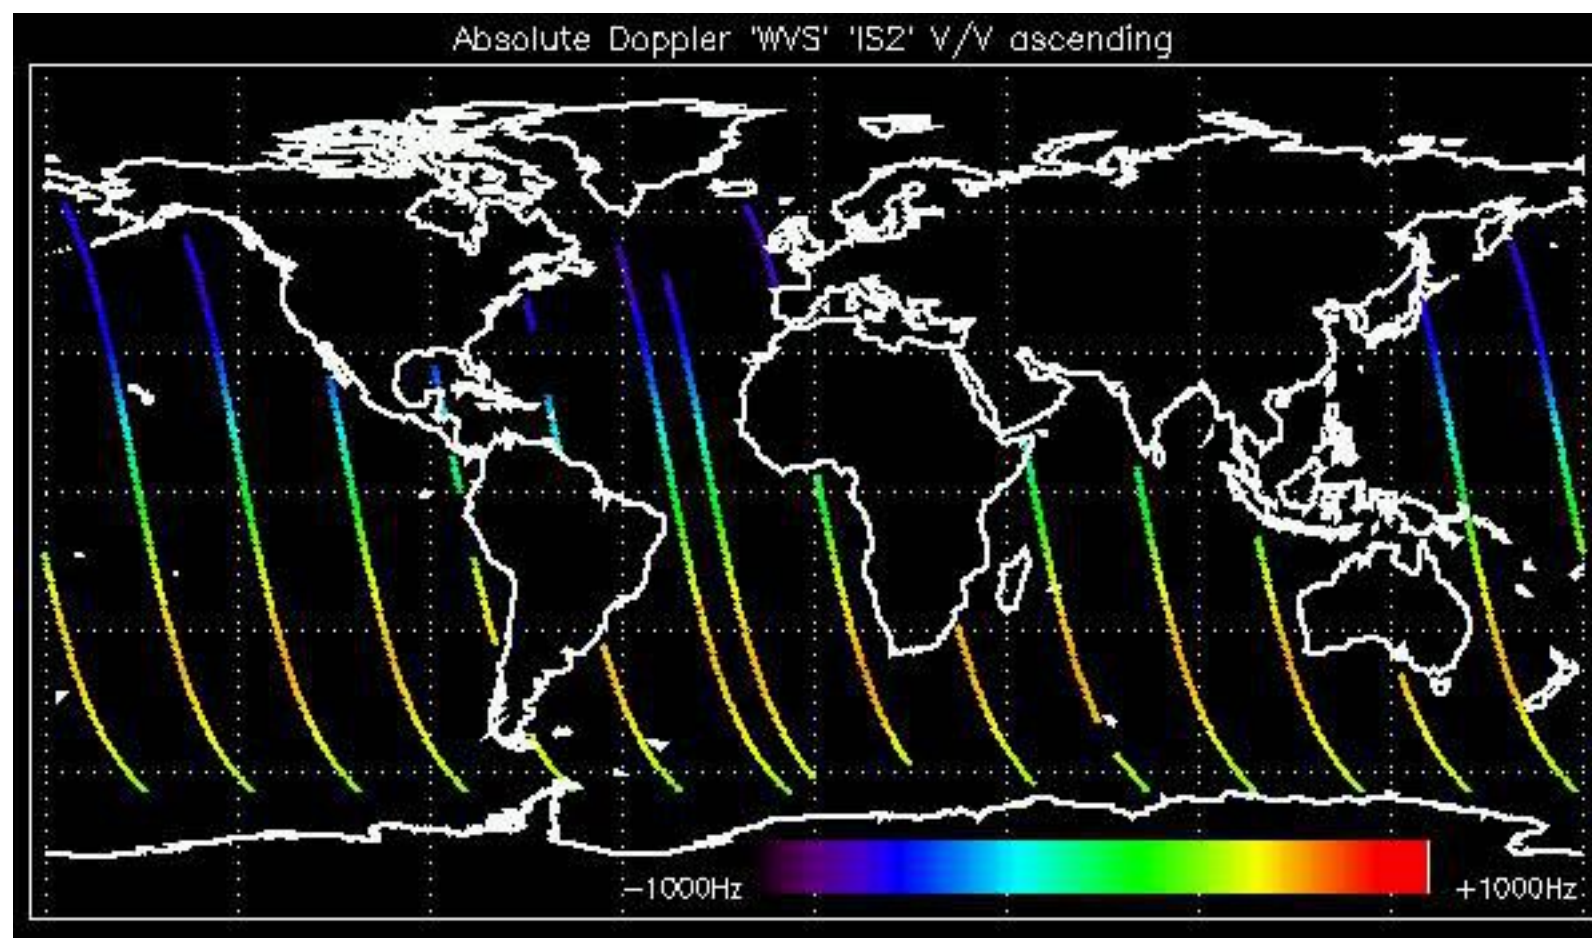 Absolute Doppler 'WVS' 'IS2' V/V ascending
-1000Hz +1000Hz